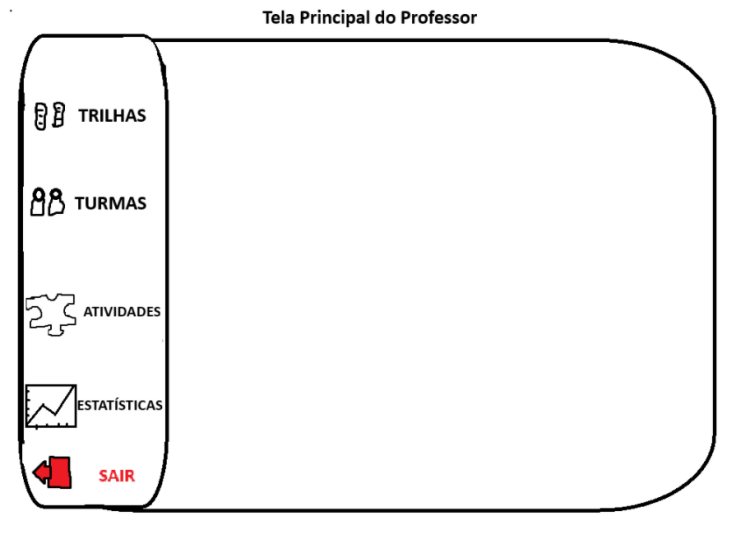 Tela Principal do Professor
TRILHAS
TURMAS
ATIVIDADES
ESTATÍSTICAS
SAIR